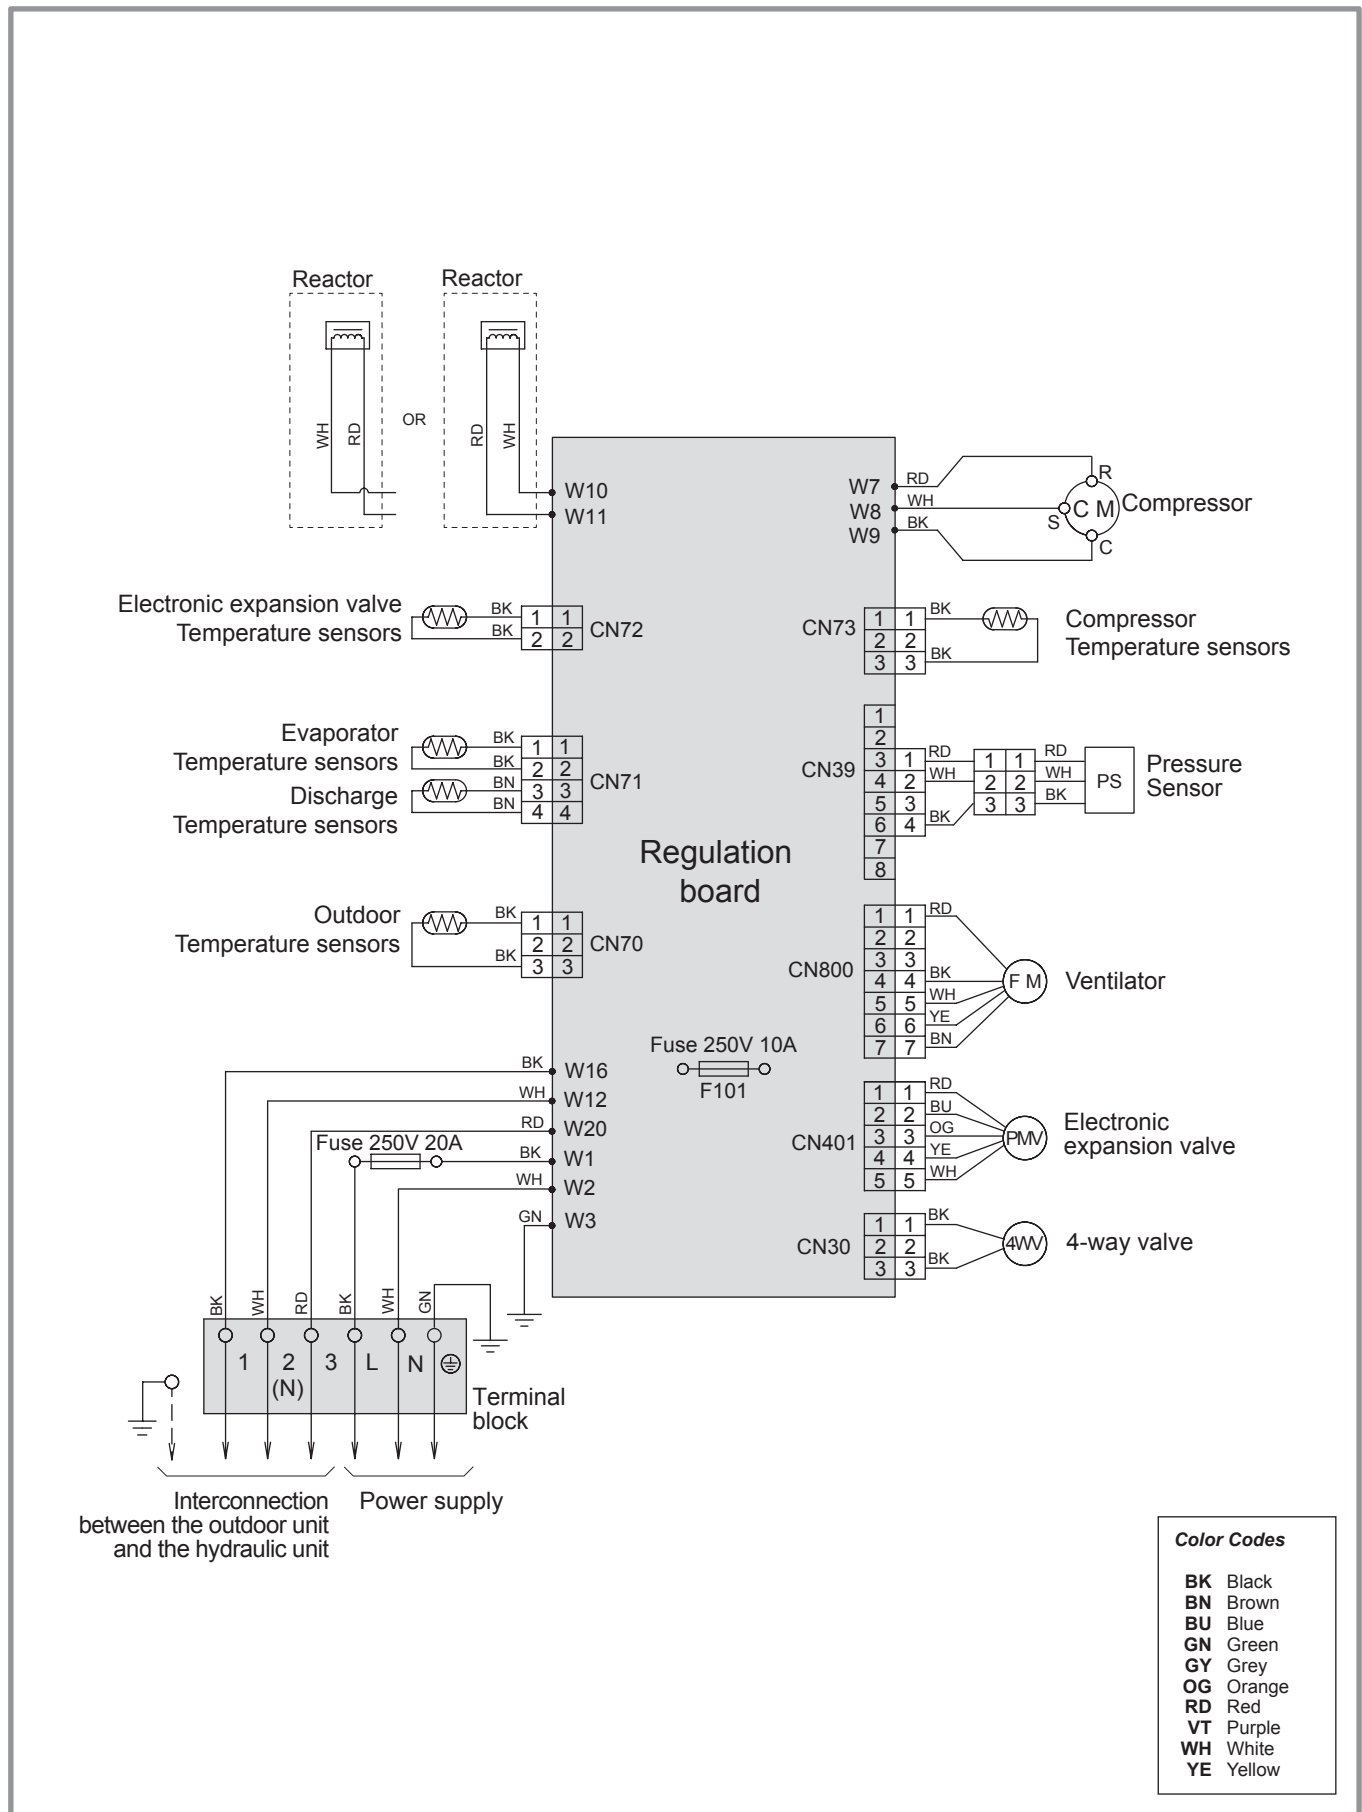 Reactor
Reactor
WH
RD
OR
RD
WH
W10
W11
W7
W8
W9
RD
WH
BK
R
S
C M
C
Compressor
Electronic expansion valve
Temperature sensors
BK
BK
1 1
2 2
CN72
CN73
1 1
2 2
3 3
BK
BK
Compressor
Temperature sensors
Evaporator
Temperature sensors
Discharge
Temperature sensors
BK
BK
BN
BN
1 1
2 2
3 3
4 4
CN71
CN39
1
2
3 1
4 2
5 3
6 4
7
8
RD
WH
BK
1 1
2 2
3 3
RD
WH
BK
PS
Pressure
Sensor
Regulation
board
Outdoor
Temperature sensors
BK
BK
1 1
2 2
3 3
CN70
CN800
1 1
2 2
3 3
4 4
5 5
6 6
7 7
RD
BK
WH
YE
BN
F M
Ventilator
Fuse 250V 10A
F101
BK
W16
WH
W12
RD
W20
Fuse 250V 20A
BK
W1
WH
W2
GN
W3
CN401
1 1
2 2
3 3
4 4
5 5
RD
BU
OG
YE
WH
PMV
Electronic
expansion valve
CN30
1 1
2 2
3 3
BK
BK
4WV
4-way valve
BK
WH
RD
BK
WH
GN
1 2 3 L N
(N)
Terminal
block
Interconnection
between the outdoor unit
and the hydraulic unit
Power supply
Color Codes
BK Black
BN Brown
BU Blue
GN Green
GY Grey
OG Orange
RD Red
VT Purple
WH White
YE Yellow